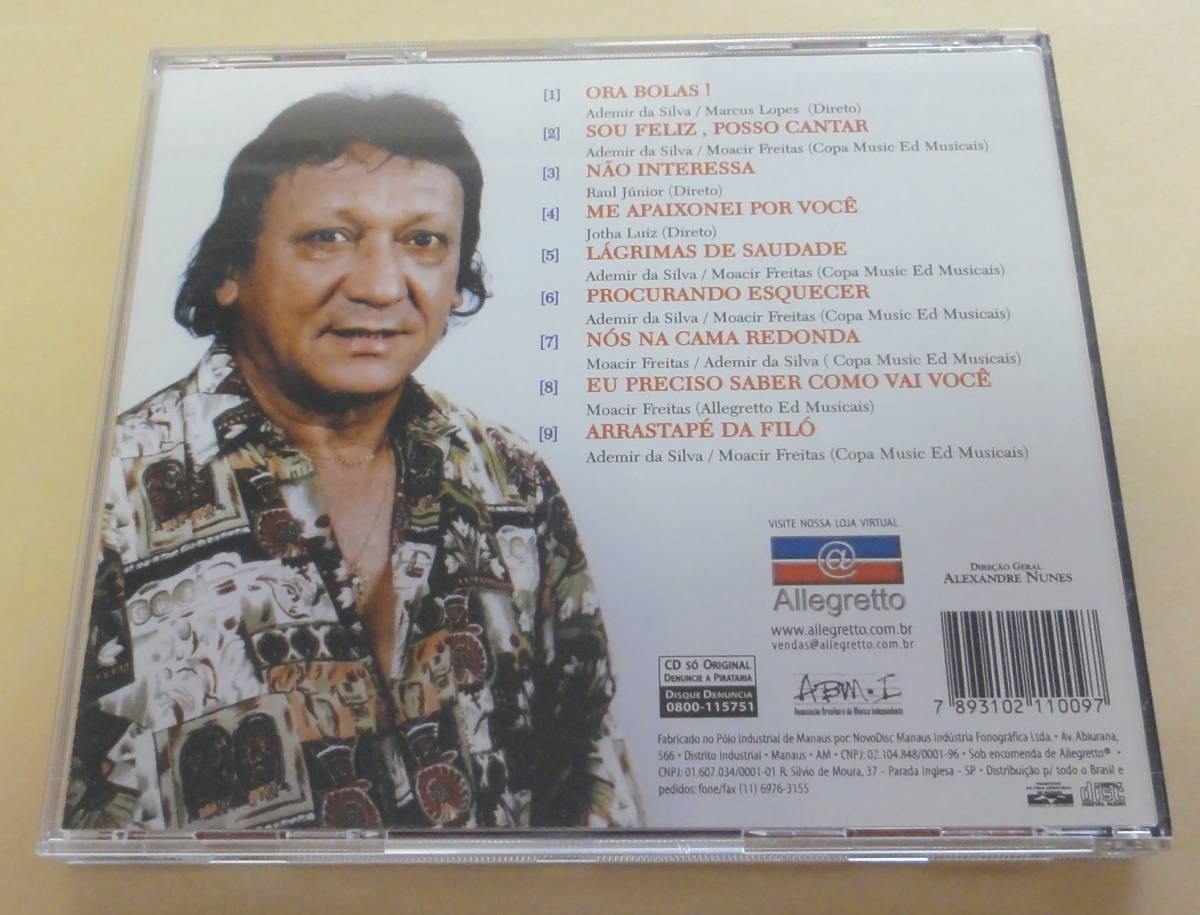 [1] ORA BOLAS !
Ademir da Silva / Marcus Lopes (Direto)
[2] SOU FELIZ , POSSO CANTAR
Ademir da Silva / Moacir Freitas (Copa Music Ed Musicais)
[3] NÃO INTERESSA
Raul Júnior (Direto)
[4] ME APAIXONEI POR VOCÊ
Jotha Luiz (Direto)
[5] LÁGRIMAS DE SAUDADE
Ademir da Silva / Moacir Freitas (Copa Music Ed Musicais)
[6] PROCURANDO ESQUECER
Ademir da Silva / Moacir Freitas (Copa Music Ed Musicais)
[7] NÓS NA CAMA REDONDA
Moacir Freitas / Ademir da Silva ( Copa Music Ed Musicais)
[8] EU PRECISO SABER COMO VAI VOCÊ
Moacir Freitas (Allegretto Ed Musicais)
[9] ARRASTAPÉ DA FILÓ
Ademir da Silva / Moacir Freitas (Copa Music Ed Musicais)
VISITE NOSSA LOJA VIRTUAL
@
Allegretto
www.allegretto.com.br
vendas@allegretto.com.br
DIREÇÃO GERAL
ALEXANDRE NUNES
CD SÓ ORIGINAL
DENUNCIE A PIRATARIA
DISQUE DENUNCIA
0800-115751
ABM.I
Associação Brasileira da Música Independente
7 893102 110097
Fabricado no Pólo Industrial de Manaus por: NovoDisc Manaus Indústria Fonográfica Ltda. • Av. Abiurana,
566 • Distrito Industrial • Manaus • AM • CNPJ: 02.104.848/0001-96 • Sob encomenda de Allegretto® •
CNPJ: 01.607.034/0001-01 R. Silvio de Moura, 37 - Parada Inglesa - SP • Distribuição p/ todo o Brasil e
pedidos: fone/fax (11) 6976-3155
disc
DIGITAL AUDIO